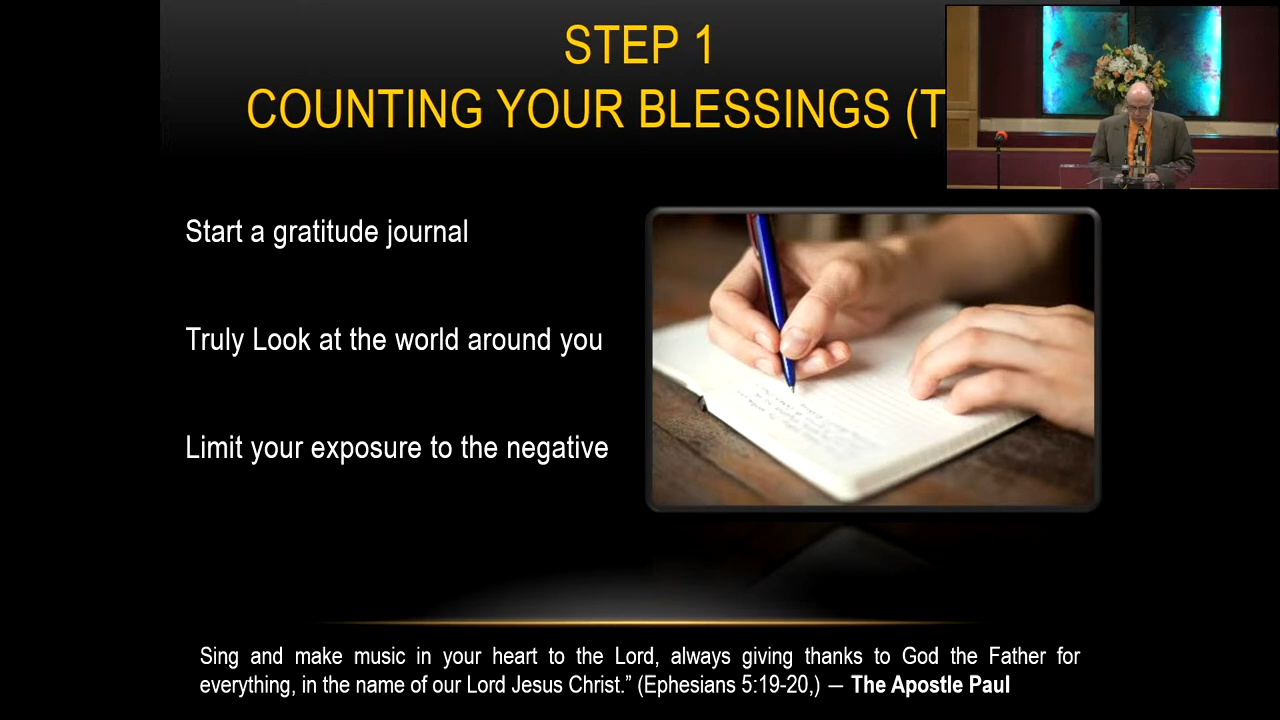 STEP 1
COUNTING YOUR BLESSINGS (T
Start a gratitude journal
Truly Look at the world around you
Limit your exposure to the negative
Sing and make music in your heart to the Lord, always giving thanks to God the Father for
everything, in the name of our Lord Jesus Christ.” (Ephesians 5:19-20,) — The Apostle Paul